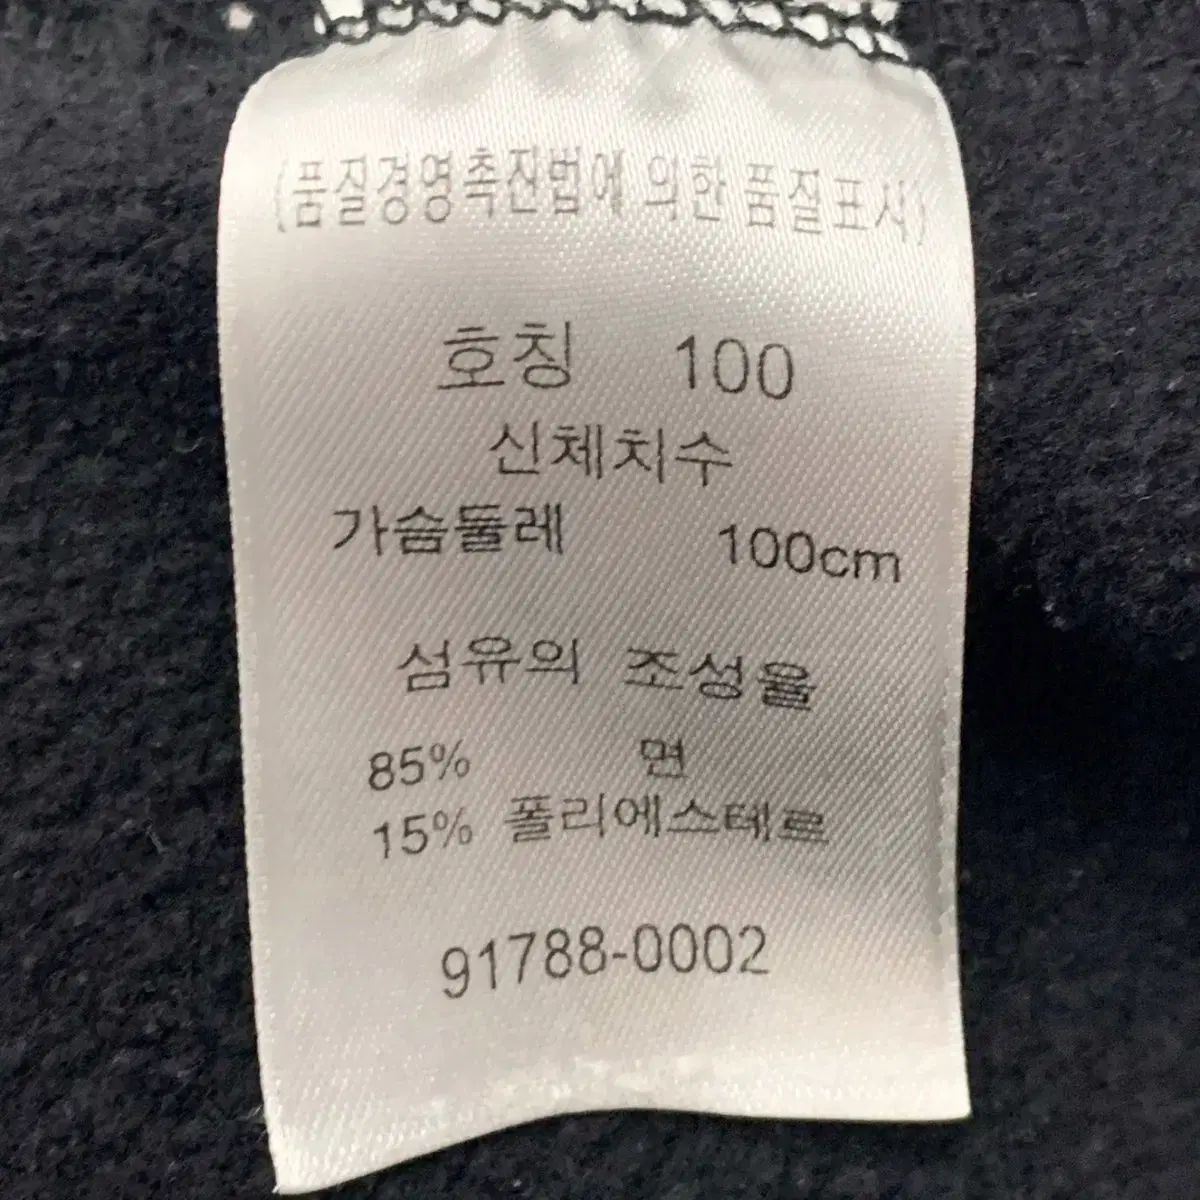 (품질경영촉진법에 의한 품질표시)
호칭 100
신체치수
가슴둘레 100cm
섬유의 조성율
85% 면
15% 폴리에스테르
91788-0002